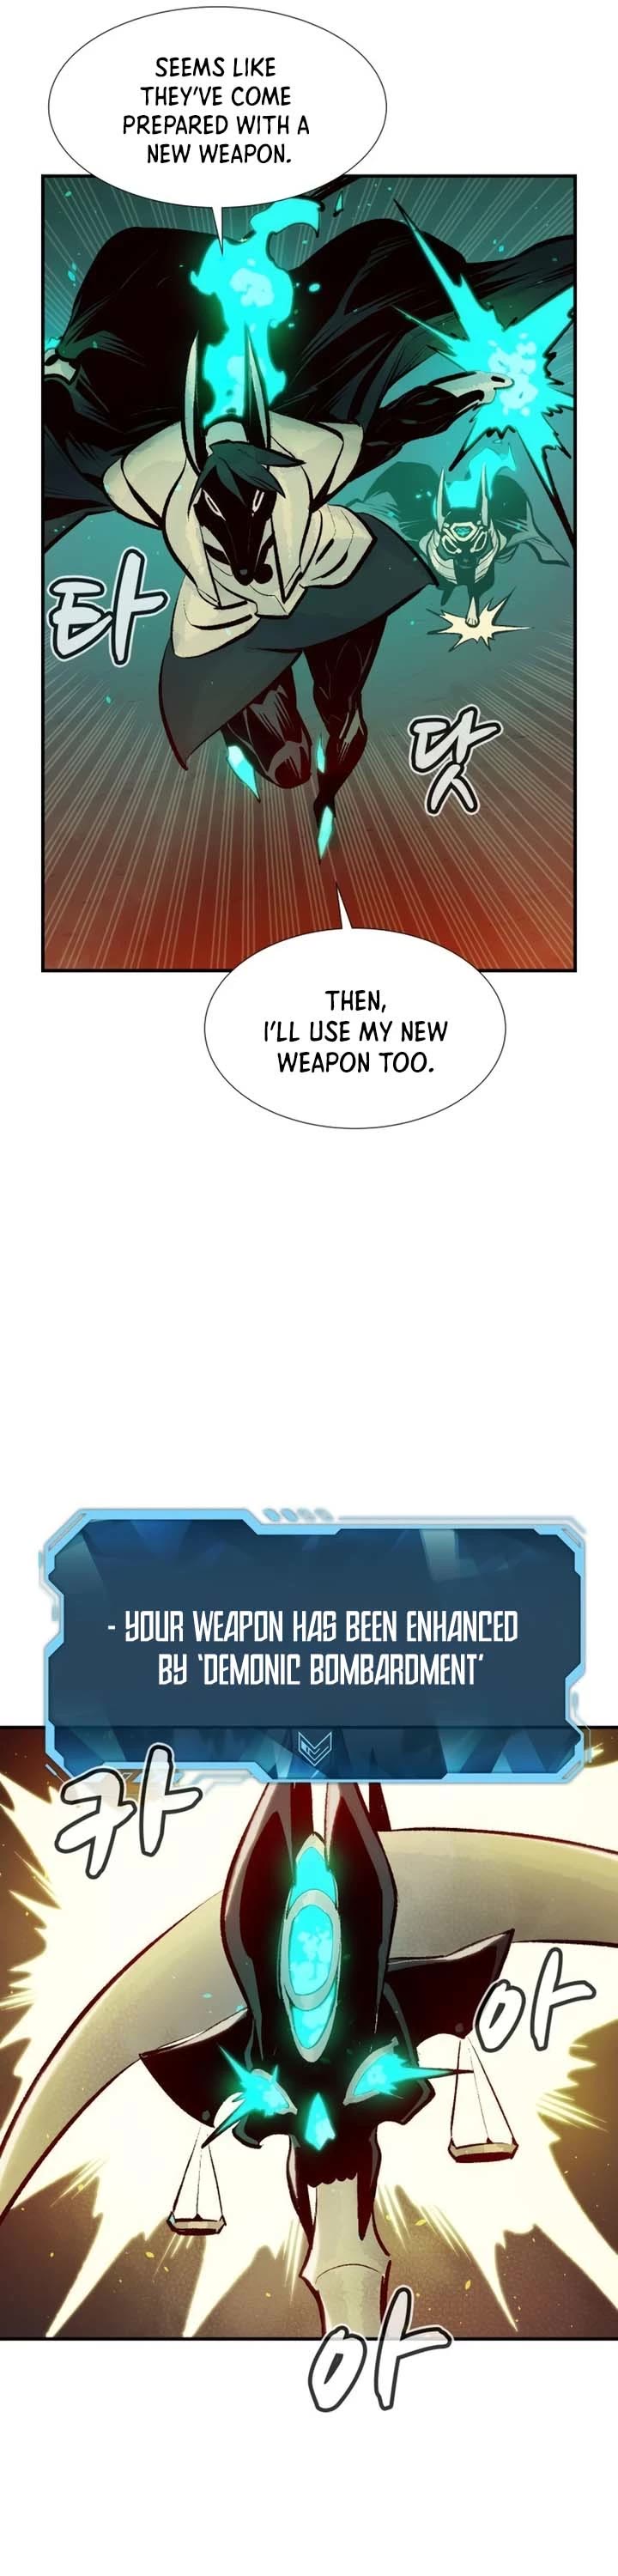 SEEMS LIKE
THEY'VE COME
PREPARED WITH A
NEW WEAPON.
타
닷
THEN,
I'LL USE MY NEW
WEAPON TOO.
- YOUR WEAPON HAS BEEN ENHANCED
BY 'DEMONIC BOMBARDMENT'
카
아
아